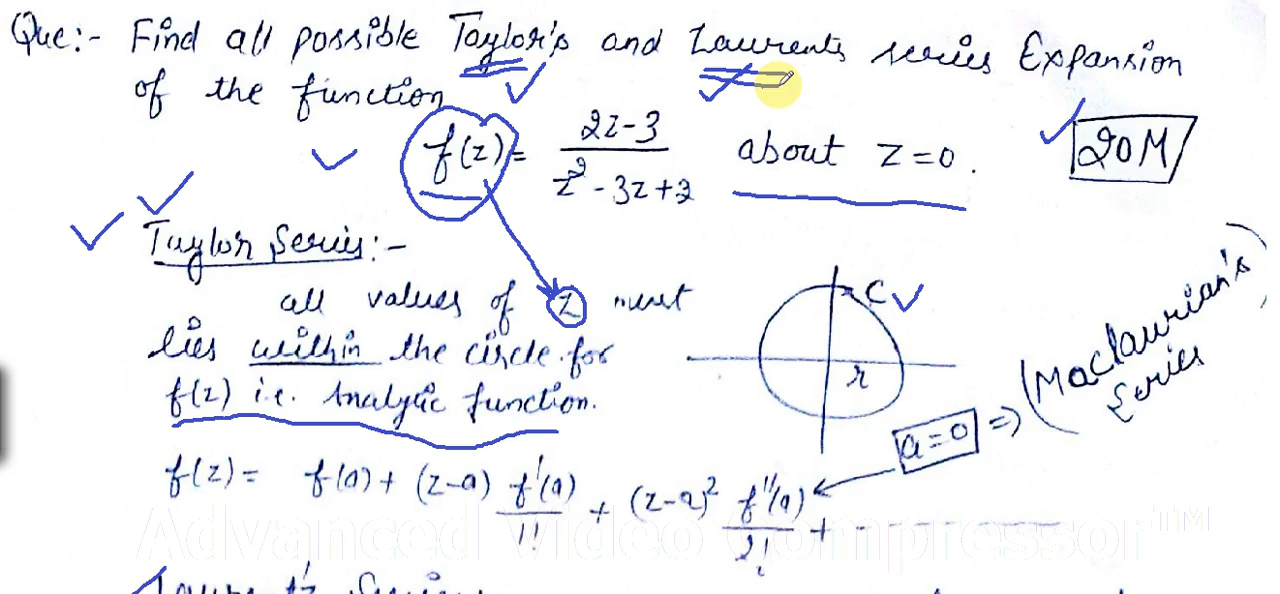 Que:- Find all possible Taylor's and Laurents series Expansion
of the function
f(z) = 2z-3 / z² - 3z + 2 about z = 0. 20M
Taylor Series:-
all values of z must
lies within the circle for
f(z) i.e. Analytic function.
C
r
a = 0 => (Maclaurian's Series)
f(z) = f(a) + (z-a) f'(a)/1! + (z-a)² f''(a)/2! + -------
Advanced Video Compressor™
Laurent's Series